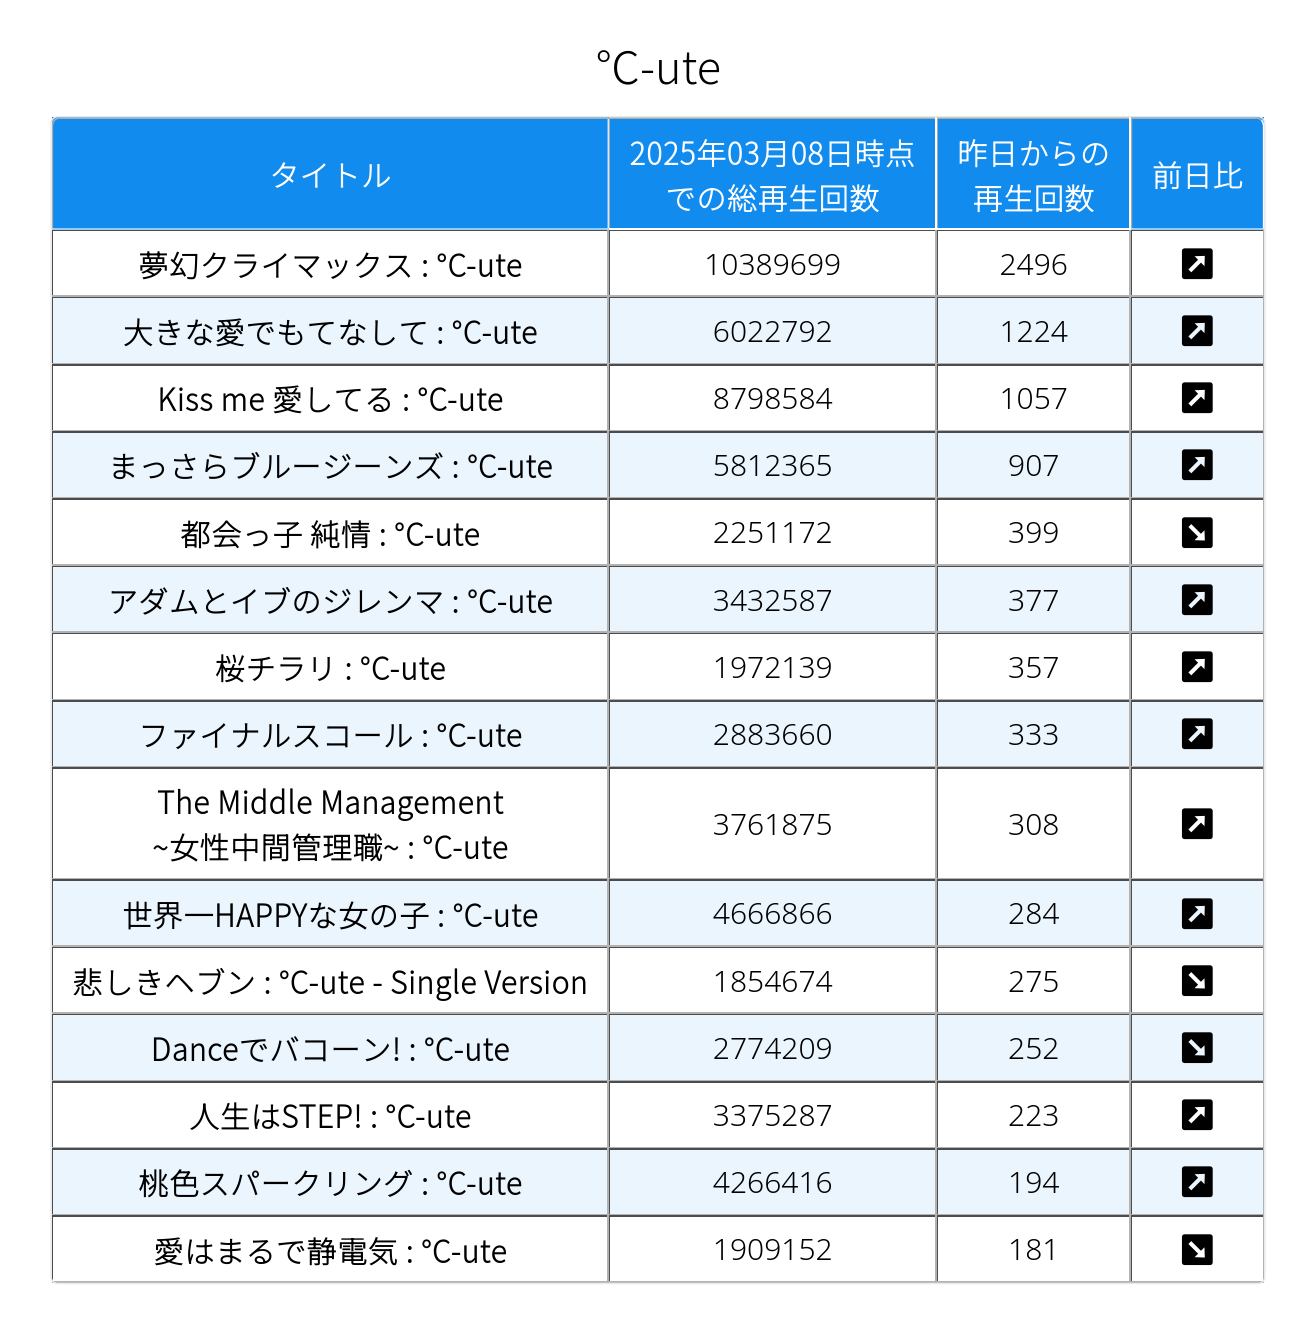 °C-ute
タイトル
2025年03月08日時点
での総再生回数
昨日からの
再生回数
前日比
夢幻クライマックス : °C-ute 10389699 2496
大きな愛でもてなして : °C-ute 6022792 1224
Kiss me 愛してる : °C-ute 8798584 1057
まっさらブルージーンズ : °C-ute 5812365 907
都会っ子 純情 : °C-ute 2251172 399
アダムとイブのジレンマ : °C-ute 3432587 377
桜チラリ : °C-ute 1972139 357
ファイナルスコール : °C-ute 2883660 333
The Middle Management
~女性中間管理職~ : °C-ute 3761875 308
世界一HAPPYな女の子 : °C-ute 4666866 284
悲しきヘブン : °C-ute - Single Version 1854674 275
Danceでバコーン! : °C-ute 2774209 252
人生はSTEP! : °C-ute 3375287 223
桃色スパークリング : °C-ute 4266416 194
愛はまるで静電気 : °C-ute 1909152 181